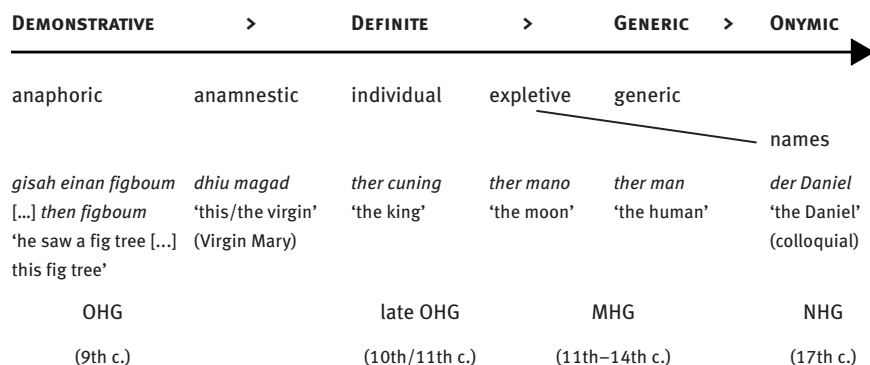 DEMONSTRATIVE > DEFINITE > GENERIC > ONYMIC
anaphoric anamnestic individual expletive generic
names
gisah einan figboum dhiu magad ther cuning ther mano ther man der Daniel
[…] then figboum ‘this/the virgin’ ‘the king’ ‘the moon’ ‘the human’ ‘the Daniel’
‘he saw a fig tree […] (Virgin Mary) (colloquial)
this fig tree’
OHG late OHG MHG NHG
(9th c.) (10th/11th c.) (11th–14th c.) (17th c.)